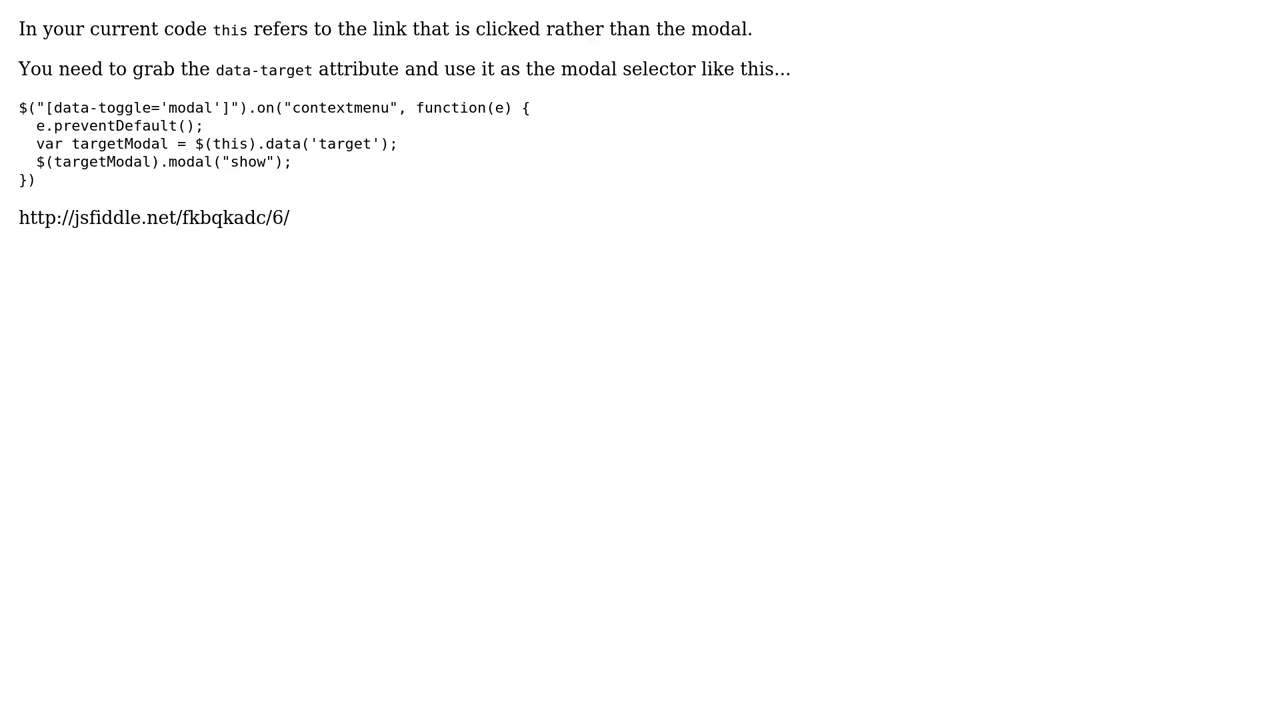 In your current code this refers to the link that is clicked rather than the modal.
You need to grab the data-target attribute and use it as the modal selector like this...
$("[data-toggle='modal']").on("contextmenu", function(e) {
  e.preventDefault();
  var targetModal = $(this).data('target');
  $(targetModal).modal("show");
})
http://jsfiddle.net/fkbqkadc/6/